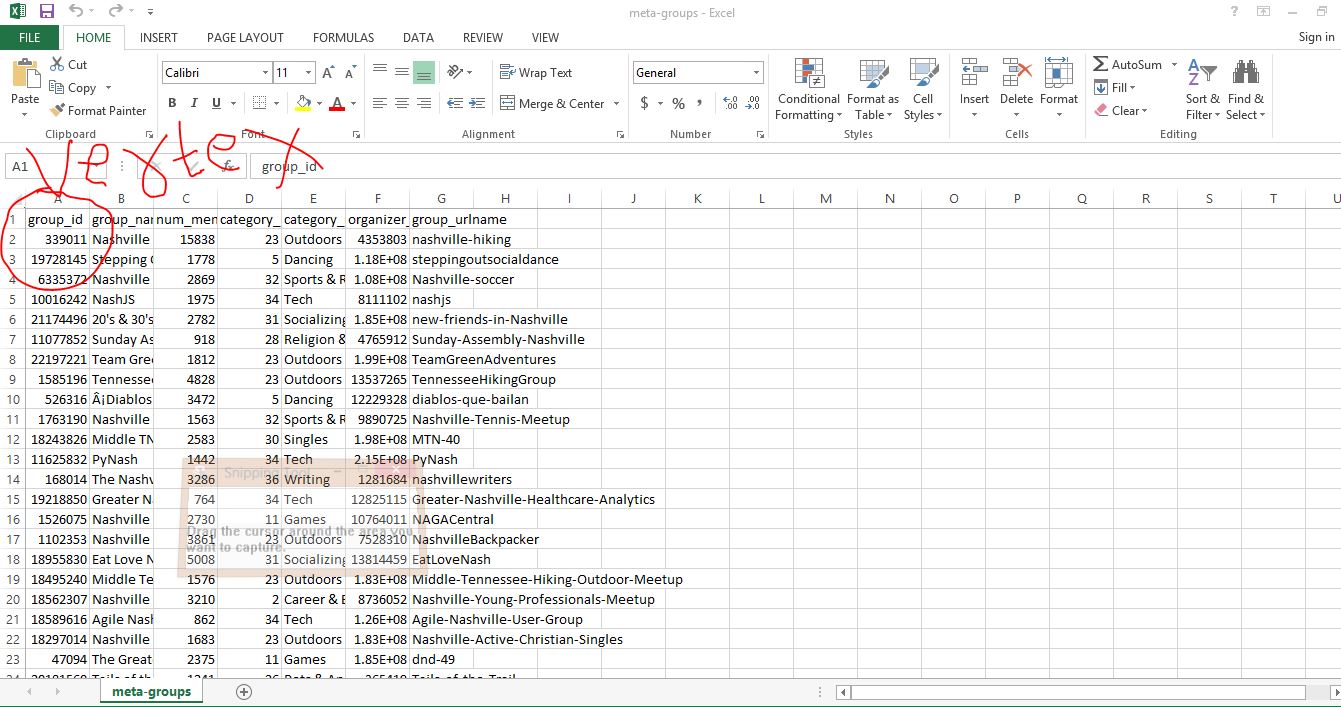 meta-groups - Excel
? 
FILE HOME INSERT PAGE LAYOUT FORMULAS DATA REVIEW VIEW Sign in
Cut
Copy
Format Painter
Paste
Clipboard
Calibri 11 A A
B I U A
Font
Wrap Text
Merge & Center
Alignment
General
$ % ,
Number
Conditional Formatting
Format as Table
Cell Styles
Styles
Insert Delete Format
Cells
AutoSum
Fill
Clear
Sort & Filter
Find & Select
Editing
vertex
A1 fx group_id
A B C D E F G H I J K L M N O P Q R S T U
1 group_id group_nar num_men category_ category_ organizer_ group_urlname
2 339011 Nashville 15838 23 Outdoors 4353803 nashville-hiking
3 19728145 Stepping 1778 5 Dancing 1.18E+08 steppingoutsocialdance
4 6335372 Nashville 2869 32 Sports & R 1.08E+08 Nashville-soccer
5 10016242 NashJS 1975 34 Tech 8111102 nashjs
6 21174496 20's & 30's 2782 31 Socializing 1.85E+08 new-friends-in-Nashville
7 11077852 Sunday As 918 28 Religion & 4765912 Sunday-Assembly-Nashville
8 22197221 Team Gree 1812 23 Outdoors 1.99E+08 TeamGreenAdventures
9 1585196 Tennessee 4828 23 Outdoors 13537265 TennesseeHikingGroup
10 526316 Â¡Diablos 3472 5 Dancing 12229328 diablos-que-bailan
11 1763190 Nashville 1563 32 Sports & R 9890725 Nashville-Tennis-Meetup
12 18243826 Middle TN 2583 30 Singles 1.98E+08 MTN-40
13 11625832 PyNash 1442 34 Tech 2.15E+08 PyNash
Snipping Tool
14 168014 The Nashv 3286 36 Writing 1281684 nashvillewriters
15 19218850 Greater N 764 34 Tech 12825115 Greater-Nashville-Healthcare-Analytics
16 1526075 Nashville 2730 11 Games 10764011 NAGACentral
Drag the cursor around the area you
want to capture.
17 1102353 Nashville 3861 23 Outdoors 7528310 NashvilleBackpacker
18 18955830 Eat Love N 5008 31 Socializing 13814459 EatLoveNash
19 18495240 Middle Te 1576 23 Outdoors 1.83E+08 Middle-Tennessee-Hiking-Outdoor-Meetup
20 18562307 Nashville 3210 2 Career & B 8736052 Nashville-Young-Professionals-Meetup
21 18589616 Agile Nash 862 34 Tech 1.26E+08 Agile-Nashville-User-Group
22 18297014 Nashville 1683 23 Outdoors 1.83E+08 Nashville-Active-Christian-Singles
23 47094 The Great 2375 11 Games 1.85E+08 dnd-49
meta-groups